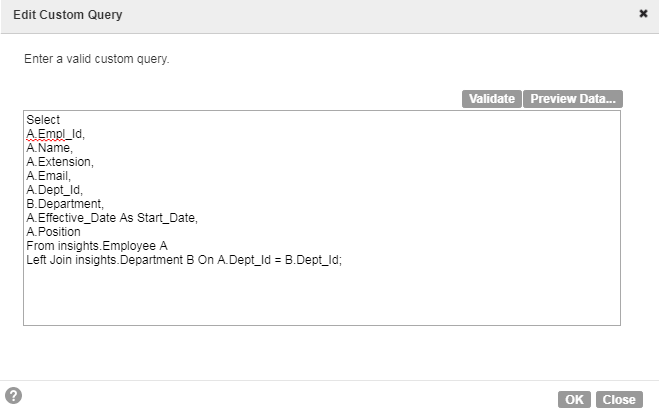 Edit Custom Query
Enter a valid custom query.
Validate Preview Data...
Select
A.Empl_Id,
A.Name,
A.Extension,
A.Email,
A.Dept_Id,
B.Department,
A.Effective_Date As Start_Date,
A.Position
From insights.Employee A
Left Join insights.Department B On A.Dept_Id = B.Dept_Id;
? OK Close